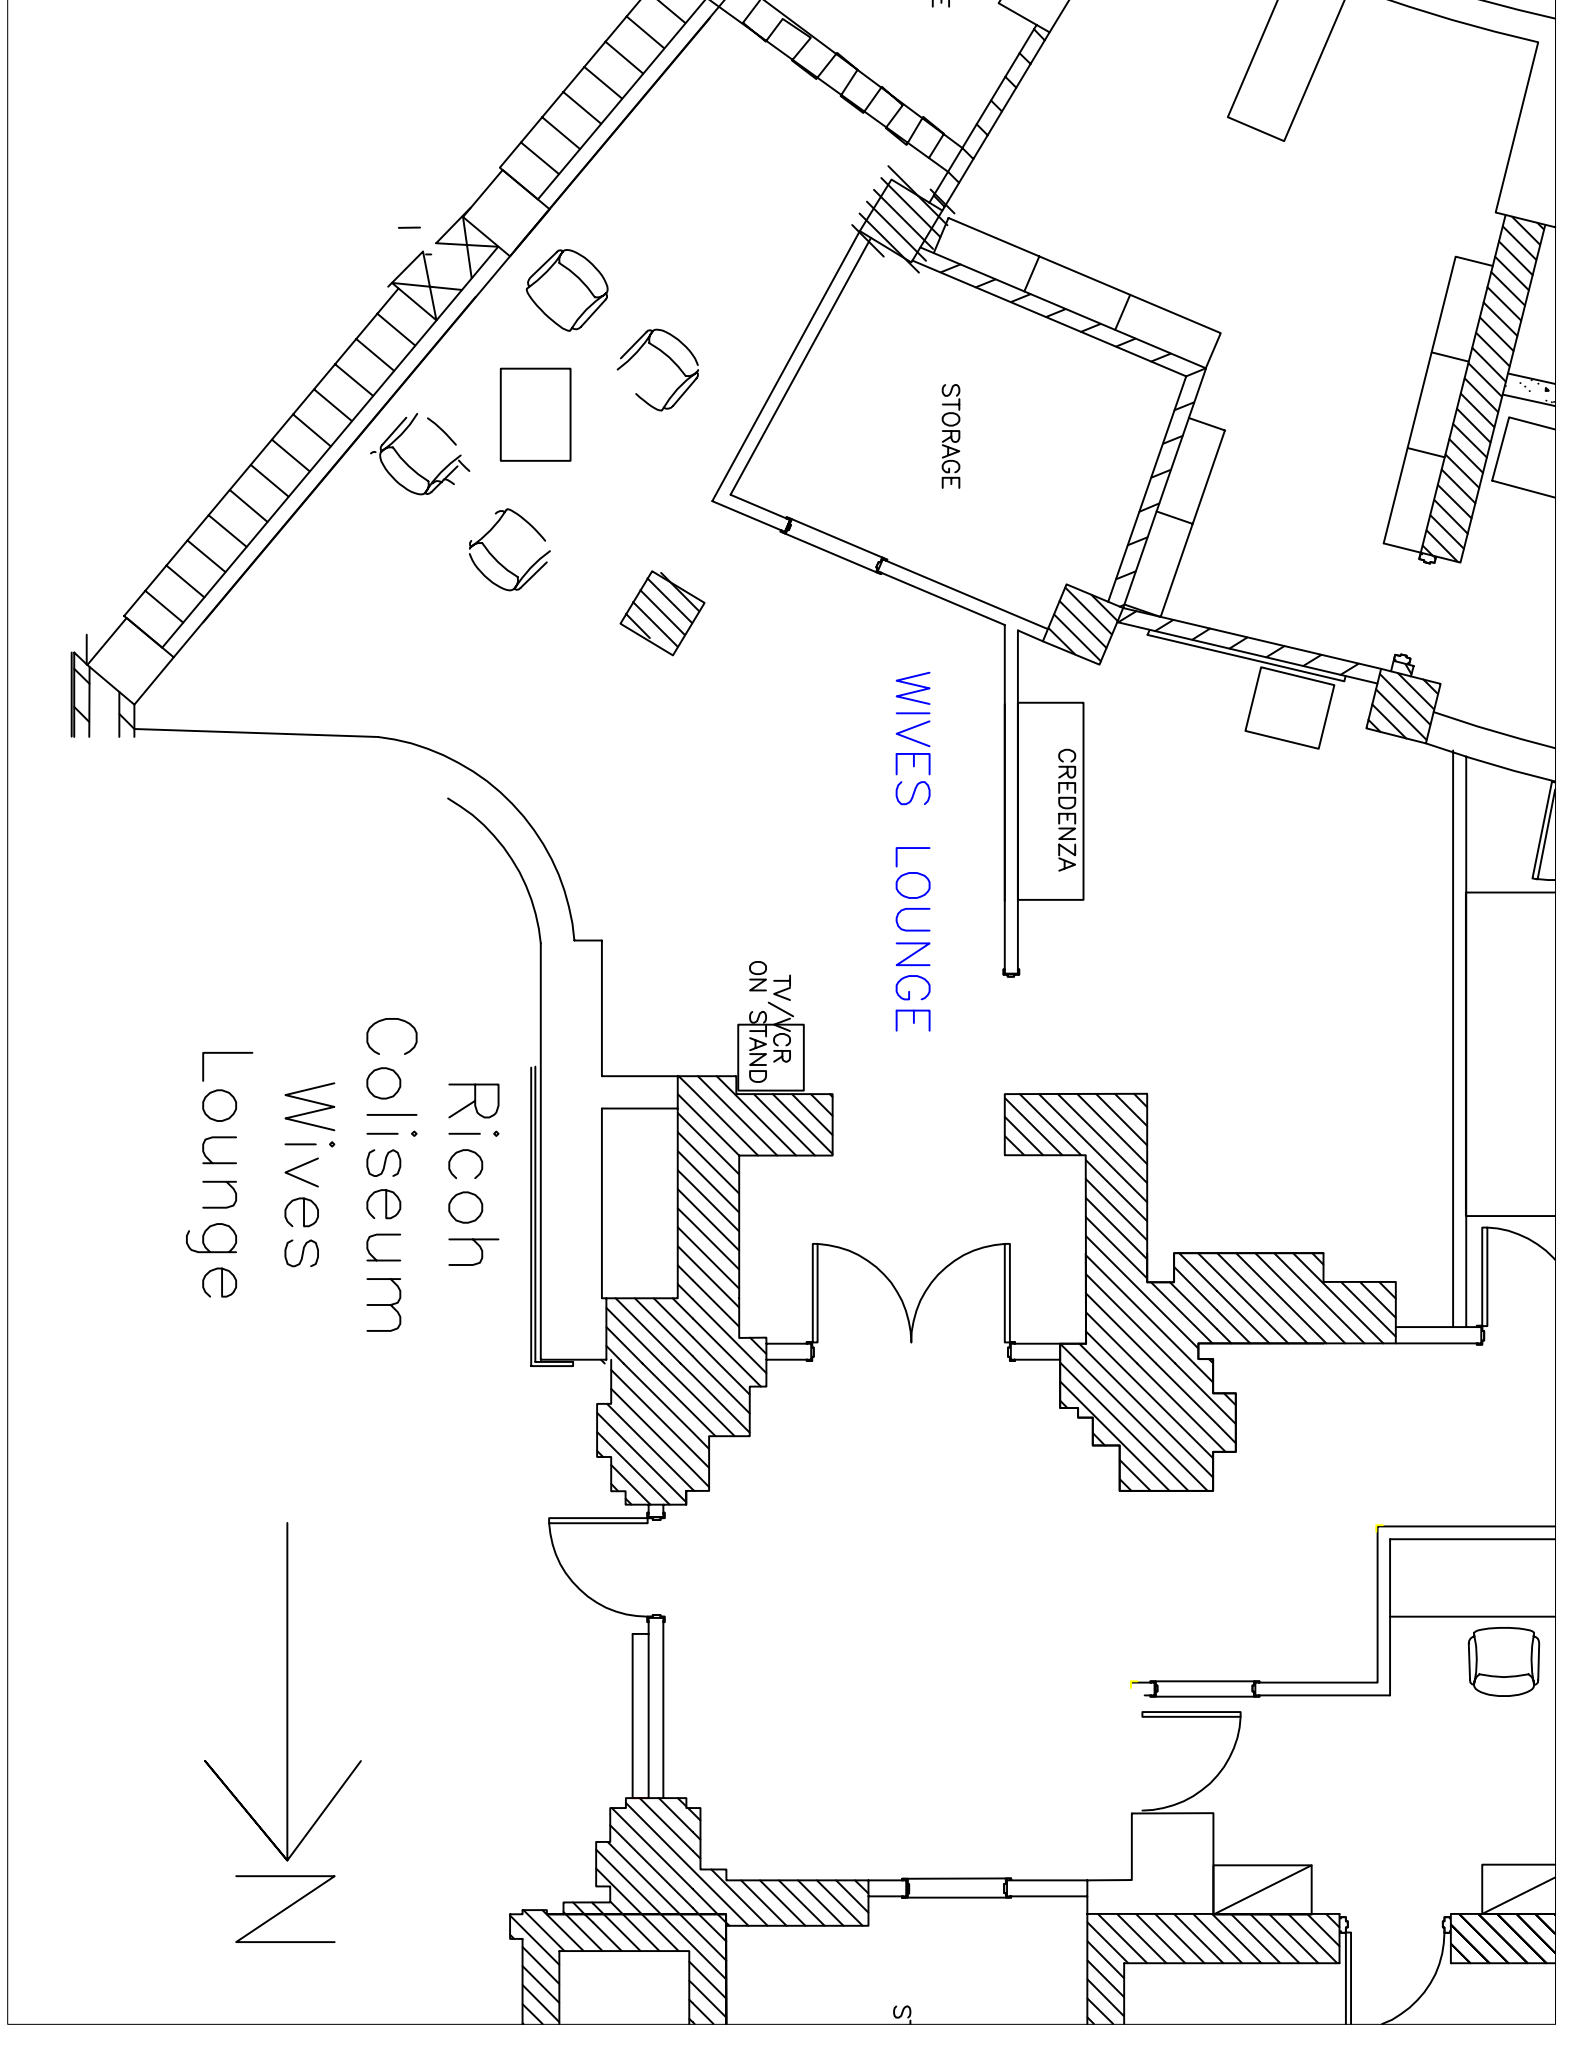 STORAGE
WIVES LOUNGE
CREDENZA
TV/VCR
ON STAND
Ricoh
Coliseum
Wives
Lounge
N